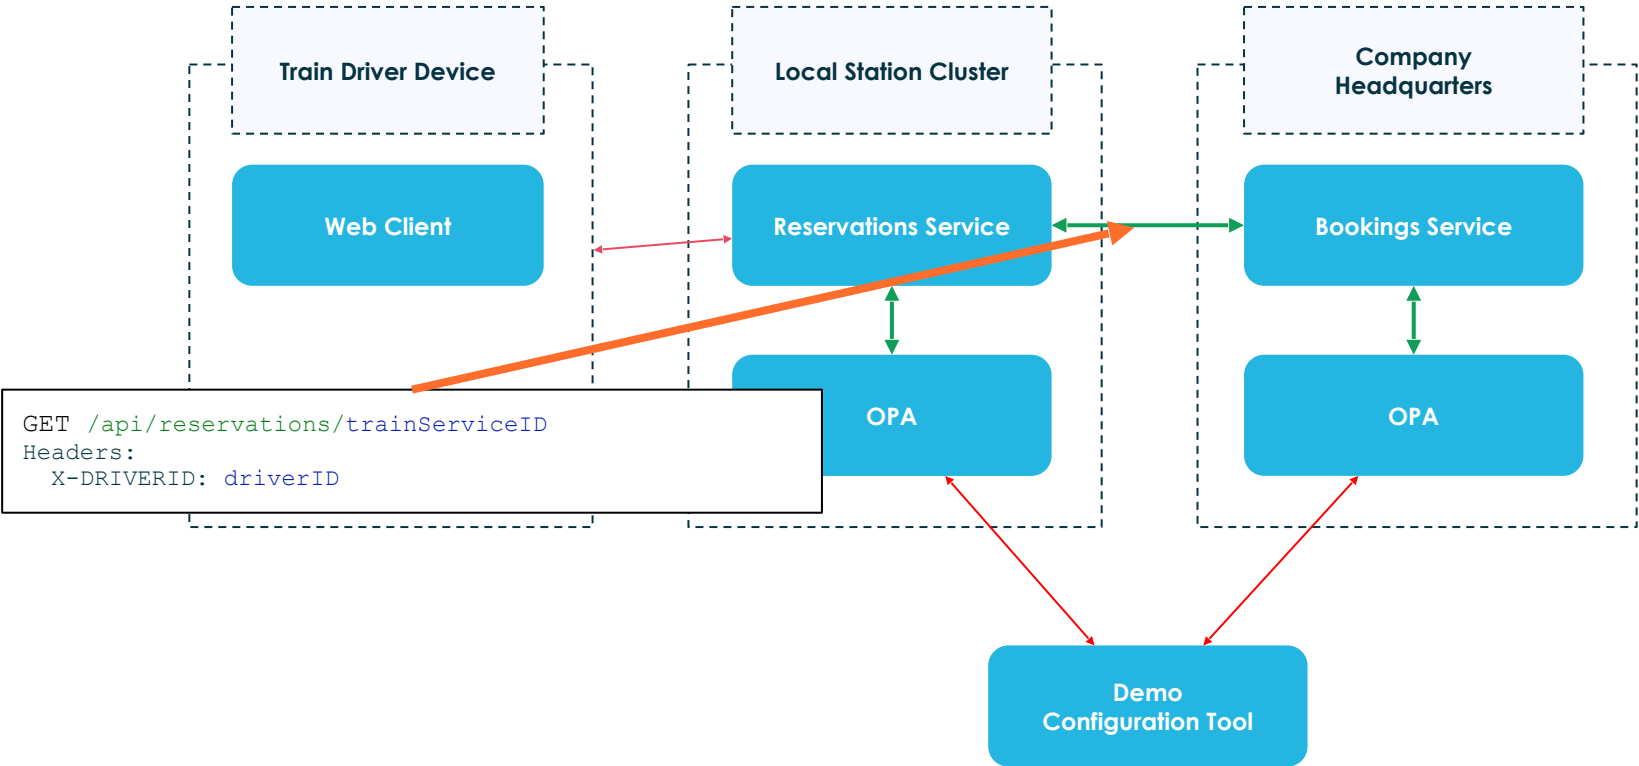 Train Driver Device
Local Station Cluster
Company
Headquarters
Web Client
Reservations Service
Bookings Service
GET /api/reservations/trainServiceID
Headers:
  X-DRIVERID: driverID
OPA
OPA
Demo
Configuration Tool